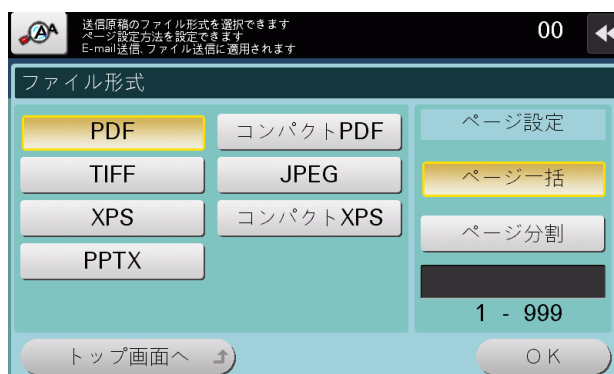 送信原稿のファイル形式を選択できます
ページ設定方法を設定できます
E-mail送信、ファイル送信に適用されます
00
ファイル形式
PDF
コンパクトPDF
TIFF
JPEG
XPS
コンパクトXPS
PPTX
ページ設定
ページ一括
ページ分割
1 - 999
トップ画面へ
OK